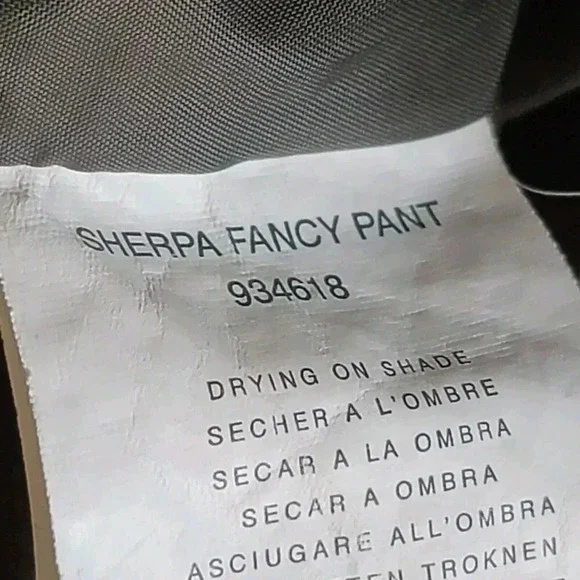 SHERPA FANCY PANT
934618
DRYING ON SHADE
SECHER A L'OMBRE
SECAR A LA OMBRA
SECAR A OMBRA
ASCIUGARE ALL'OMBRA
TROKNEN